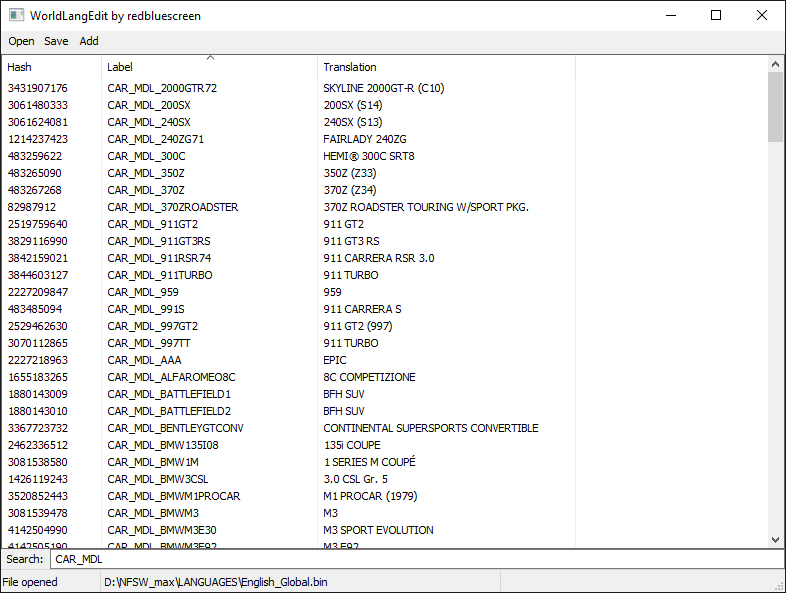 WorldLangEdit by redbluescreen
Open Save Add
Hash Label Translation
3431907176 CAR_MDL_2000GTR72 SKYLINE 2000GT-R (C10)
3061480333 CAR_MDL_200SX 200SX (S14)
3061624081 CAR_MDL_240SX 240SX (S13)
1214237423 CAR_MDL_240ZG71 FAIRLADY 240ZG
483259622 CAR_MDL_300C HEMI® 300C SRT8
483265090 CAR_MDL_350Z 350Z (Z33)
483267268 CAR_MDL_370Z 370Z (Z34)
82987912 CAR_MDL_370ZROADSTER 370Z ROADSTER TOURING W/SPORT PKG.
2519759640 CAR_MDL_911GT2 911 GT2
3829116990 CAR_MDL_911GT3RS 911 GT3 RS
3842159021 CAR_MDL_911RSR74 911 CARRERA RSR 3.0
3844603127 CAR_MDL_911TURBO 911 TURBO
2227209847 CAR_MDL_959 959
483485094 CAR_MDL_991S 911 CARRERA S
2529462630 CAR_MDL_997GT2 911 GT2 (997)
3070112865 CAR_MDL_997TT 911 TURBO
2227218963 CAR_MDL_AAA EPIC
1655183265 CAR_MDL_ALFAROMEO8C 8C COMPETIZIONE
1880143009 CAR_MDL_BATTLEFIELD1 BFH SUV
1880143010 CAR_MDL_BATTLEFIELD2 BFH SUV
3367723732 CAR_MDL_BENTLEYGTCONV CONTINENTAL SUPERSPORTS CONVERTIBLE
2462336512 CAR_MDL_BMW135I08 135i COUPE
3081538580 CAR_MDL_BMW1M 1 SERIES M COUPÉ
1426119243 CAR_MDL_BMW3CSL 3.0 CSL Gr. 5
3520852443 CAR_MDL_BMWM1PROCAR M1 PROCAR (1979)
3081539478 CAR_MDL_BMWM3 M3
4142504990 CAR_MDL_BMWM3E30 M3 SPORT EVOLUTION
4142505190 CAR_MDL_BMWM3E92 M3 E92
Search: CAR_MDL
File opened D:\NFSW_max\LANGUAGES\English_Global.bin